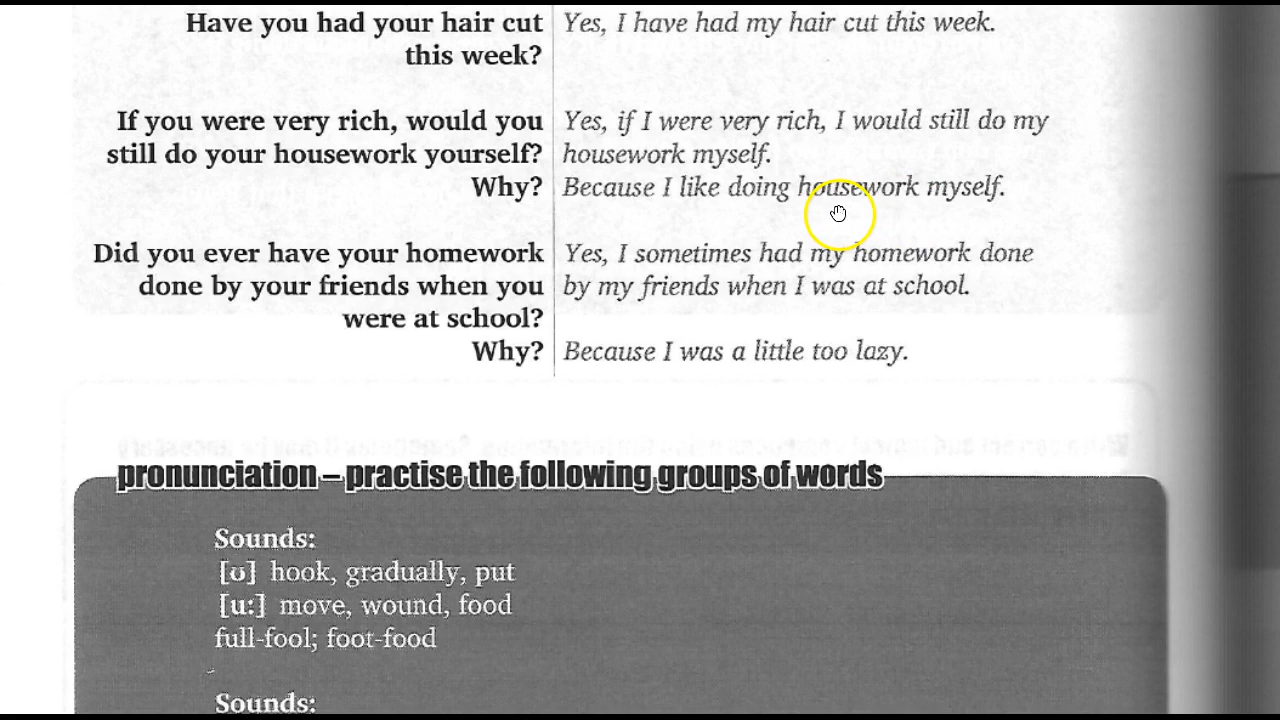 Have you had your hair cut
this week?
Yes, I have had my hair cut this week.
If you were very rich, would you
still do your housework yourself?
Why?
Yes, if I were very rich, I would still do my
housework myself.
Because I like doing housework myself.
Did you ever have your homework
done by your friends when you
were at school?
Why?
Yes, I sometimes had my homework done
by my friends when I was at school.
Because I was a little too lazy.
pronunciation – practise the following groups of words
Sounds:
[ʊ] hook, gradually, put
[u:] move, wound, food
full-fool; foot-food
Sounds: